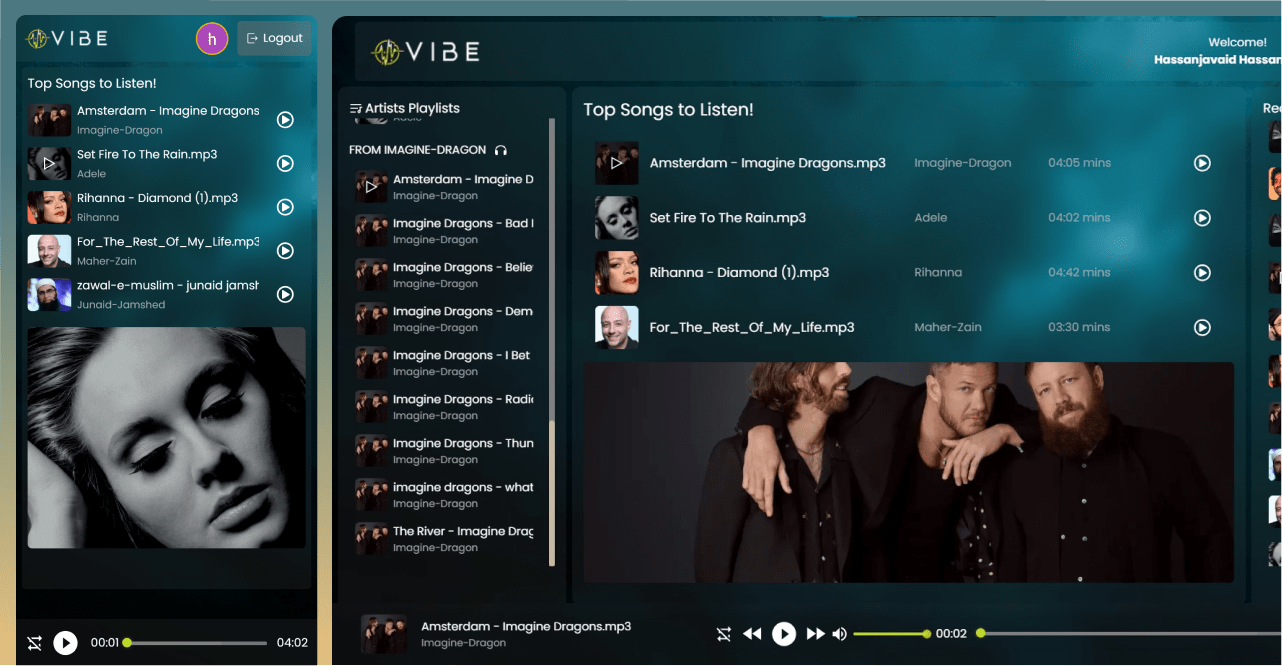 VIBE
h
Logout
Top Songs to Listen!
Amsterdam - Imagine Dragons
Imagine-Dragon
Set Fire To The Rain.mp3
Adele
Rihanna - Diamond (1).mp3
Rihanna
For_The_Rest_Of_My_Life.mp3
Maher-Zain
zawal-e-muslim - junaid jamsh
Junaid-Jamshed
00:01
04:02
VIBE
Welcome!
Hassanjavaid Hassan
Artists Playlists
Adele
FROM IMAGINE-DRAGON
Amsterdam - Imagine D
Imagine-Dragon
Imagine Dragons - Bad
Imagine-Dragon
Imagine Dragons - Belie
Imagine-Dragon
Imagine Dragons - Dem
Imagine-Dragon
Imagine Dragons - I Bet
Imagine-Dragon
Imagine Dragons - Radi
Imagine-Dragon
Imagine Dragons - Thun
Imagine-Dragon
imagine dragons - what
Imagine-Dragon
The River - Imagine Drag
Imagine-Dragon
Top Songs to Listen!
Amsterdam - Imagine Dragons.mp3 Imagine-Dragon 04:05 mins
Set Fire To The Rain.mp3 Adele 04:02 mins
Rihanna - Diamond (1).mp3 Rihanna 04:42 mins
For_The_Rest_Of_My_Life.mp3 Maher-Zain 03:30 mins
Rec
Amsterdam - Imagine Dragons.mp3
Imagine-Dragon
00:02